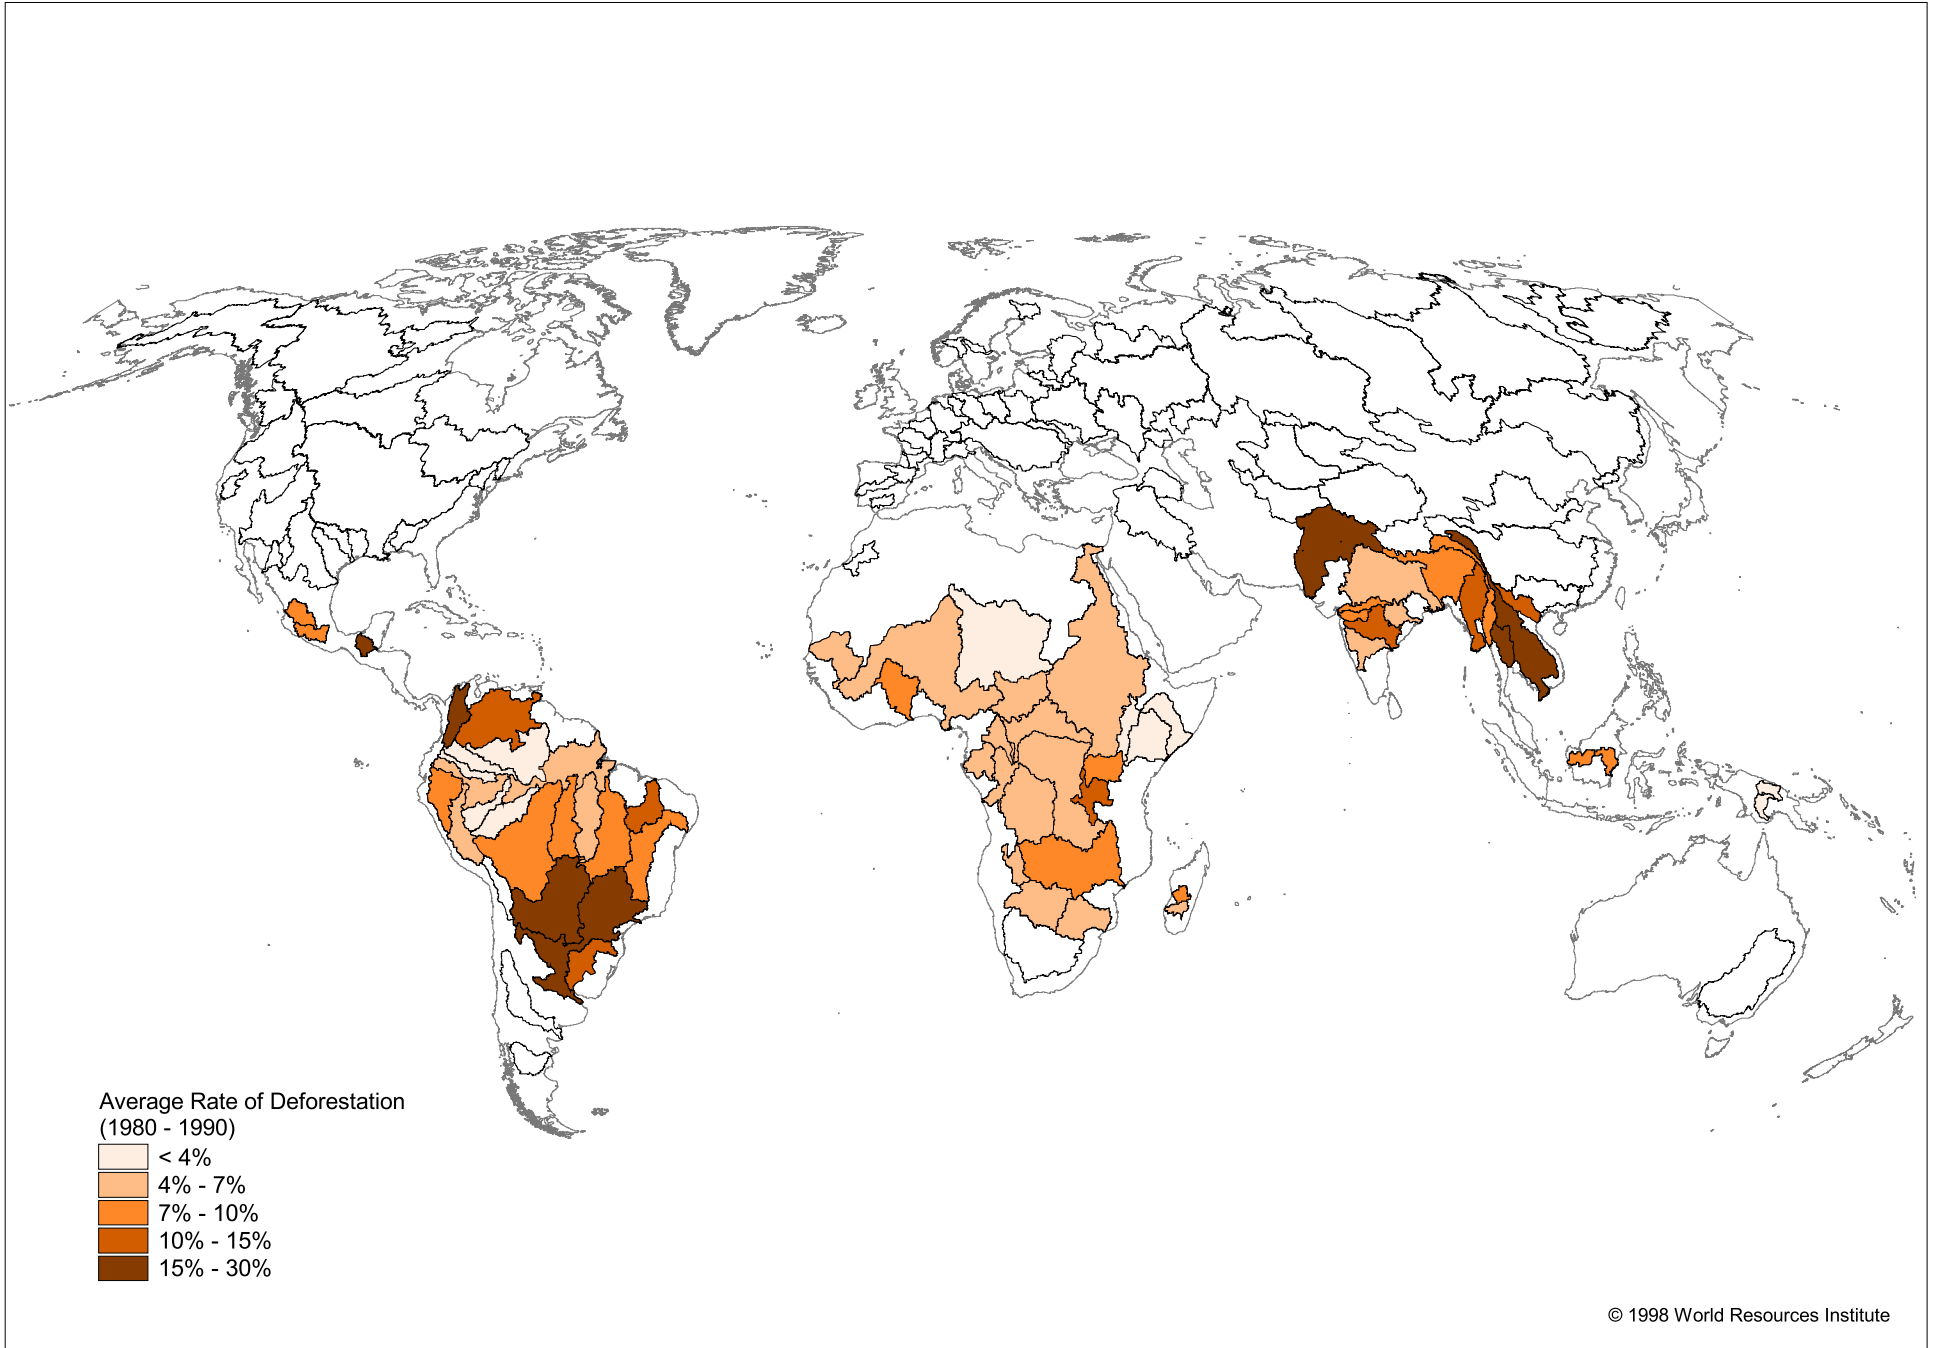 Average Rate of Deforestation
(1980 - 1990)
< 4%
4% - 7%
7% - 10%
10% - 15%
15% - 30%
© 1998 World Resources Institute